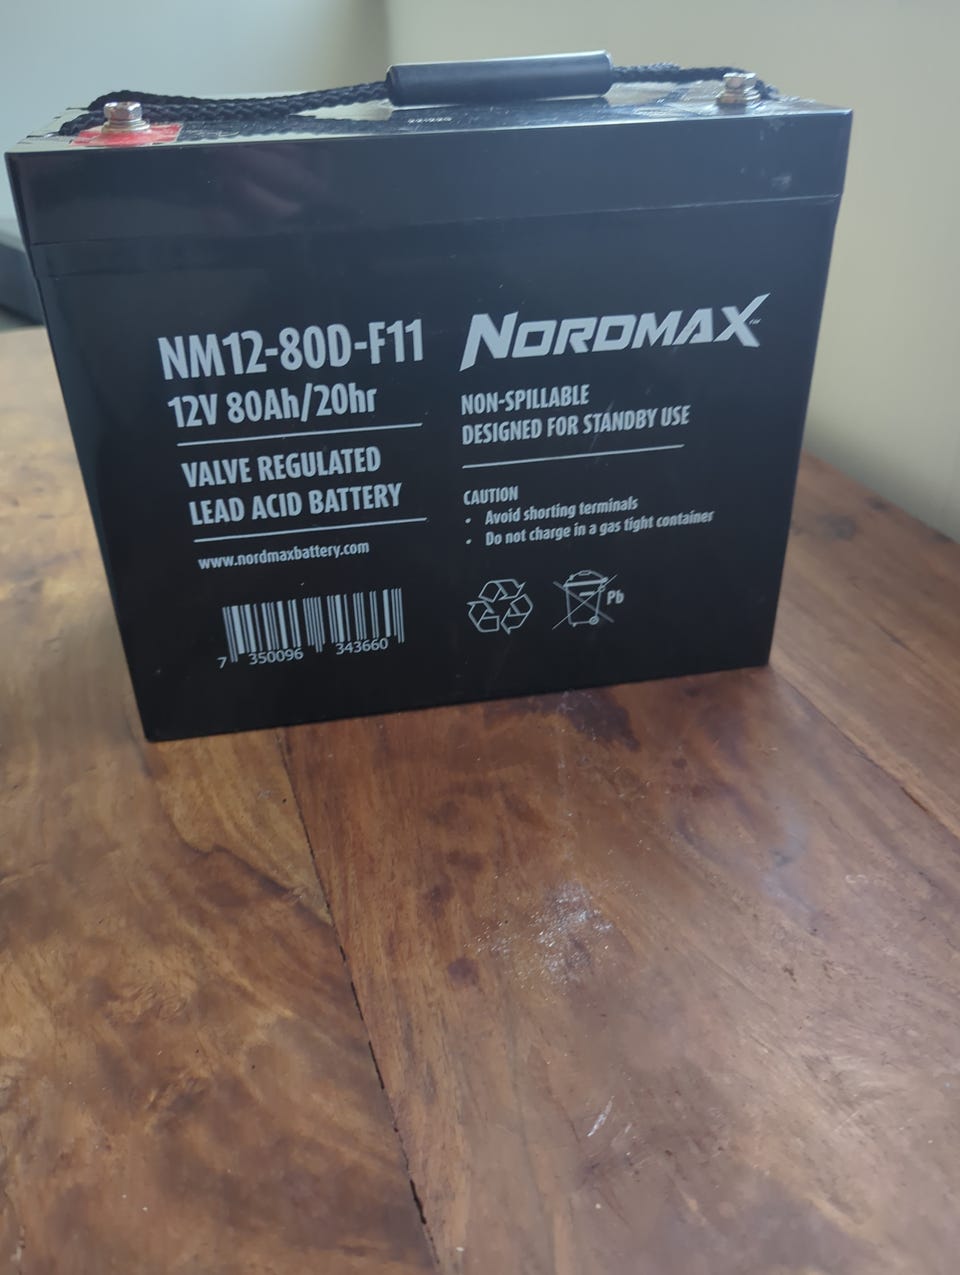 NM12-80D-F11
12V 80Ah/20hr
VALVE REGULATED
LEAD ACID BATTERY
www.nordmaxbattery.com
7 350096 343660
NORDMAX™
NON-SPILLABLE
DESIGNED FOR STANDBY USE
CAUTION
• Avoid shorting terminals
• Do not charge in a gas tight container
Pb